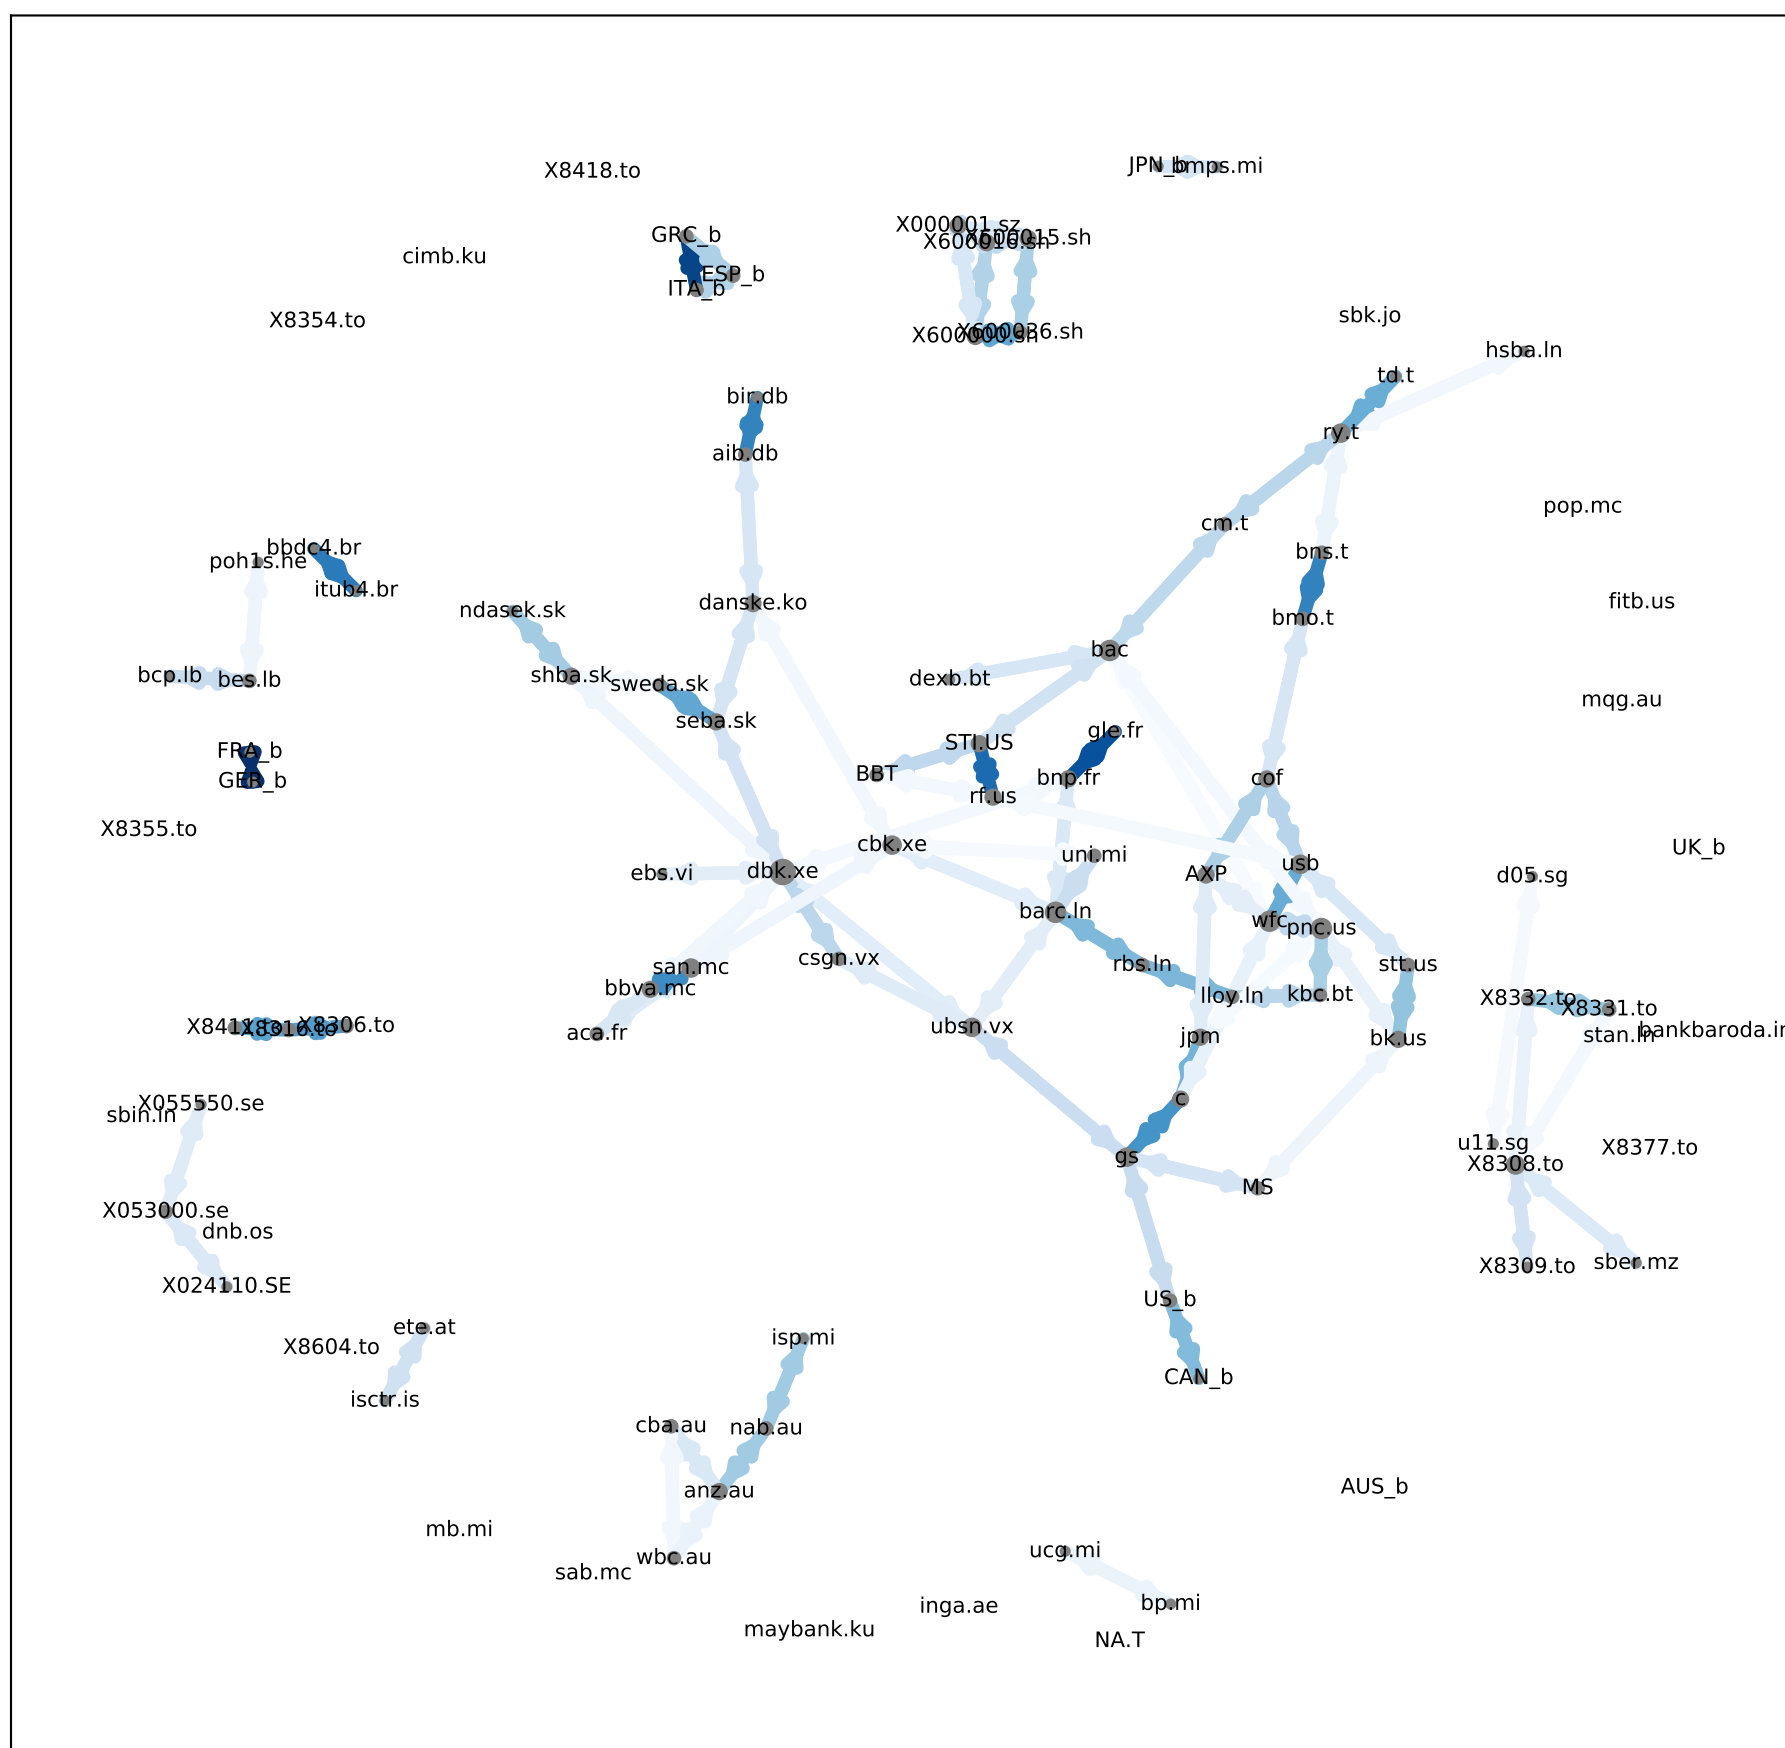 JPN_b
bmps.mi
X8418.to
X000001.sz
GRC_b
X600015.sh
X600016.sh
cimb.ku
ESP_b
ITA_b
sbk.jo
X8354.to
X600036.sh
X600000.sh
hsba.ln
td.t
bir.db
ry.t
aib.db
pop.mc
cm.t
bbdc4.br
bns.t
poh1s.he
itub4.br
fitb.us
danske.ko
ndasek.sk
bmo.t
bac
bcp.lb
shba.sk
dexb.bt
bes.lb
sweda.sk
mqg.au
seba.sk
gle.fr
STI.US
FRA_b
BBT
bnp.fr
cof
GER_b
rf.us
X8355.to
cbk.xe
UK_b
uni.mi
usb
dbk.xe
ebs.vi
AXP
d05.sg
barc.ln
wfc
pnc.us
csgn.vx
rbs.ln
stt.us
san.mc
bbva.mc
lloy.ln
kbc.bt
X8332.to
X8331.to
X8411.to
X8316.to
X8306.to
ubsn.vx
aca.fr
bankbaroda.in
stan.ln
jpm
bk.us
c
X055550.se
sbin.in
u11.sg
X8377.to
gs
X8308.to
MS
X053000.se
dnb.os
sber.mz
X8309.to
X024110.SE
US_b
ete.at
isp.mi
X8604.to
CAN_b
isctr.is
cba.au
nab.au
AUS_b
anz.au
mb.mi
ucg.mi
wbc.au
sab.mc
bp.mi
inga.ae
maybank.ku
NA.T